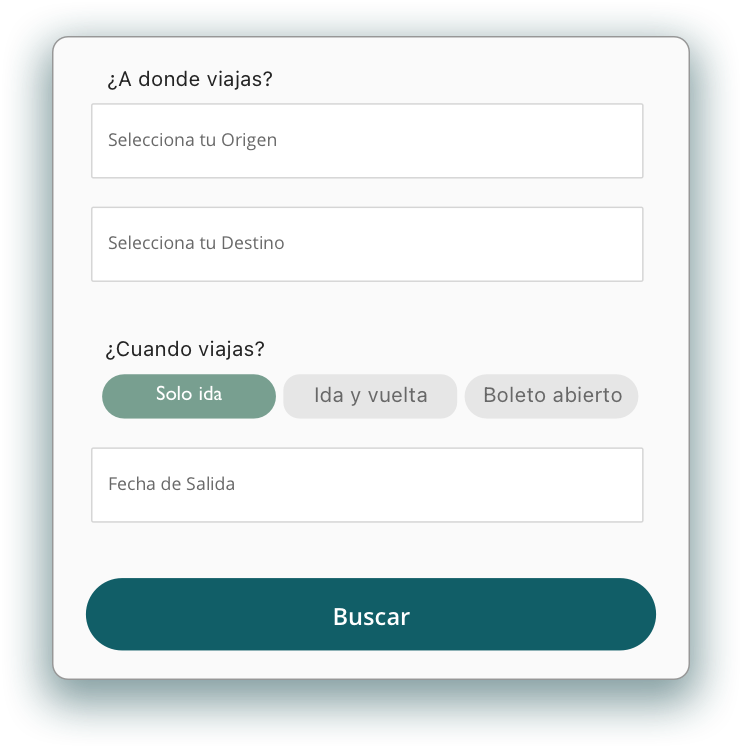 ¿A donde viajas?
Selecciona tu Origen
Selecciona tu Destino
¿Cuando viajas?
Solo ida
Ida y vuelta
Boleto abierto
Fecha de Salida
Buscar